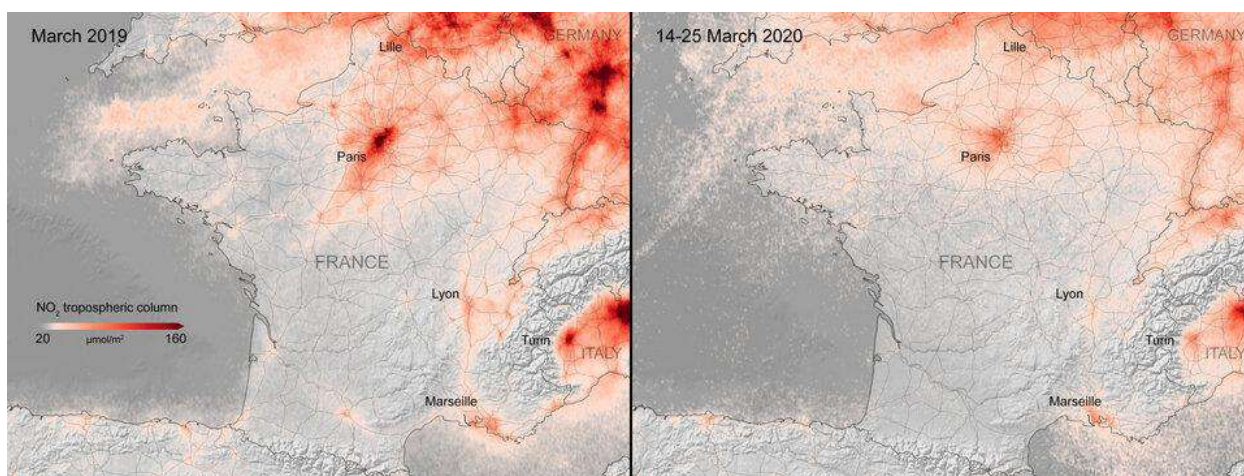 March 2019
GERMANY
Lille
Paris
FRANCE
Lyon
NO₂ tropospheric column
20 160
µmol/m²
Turin
ITALY
Marseille
14-25 March 2020
GERMANY
Lille
Paris
FRANCE
Lyon
Turin
ITALY
Marseille